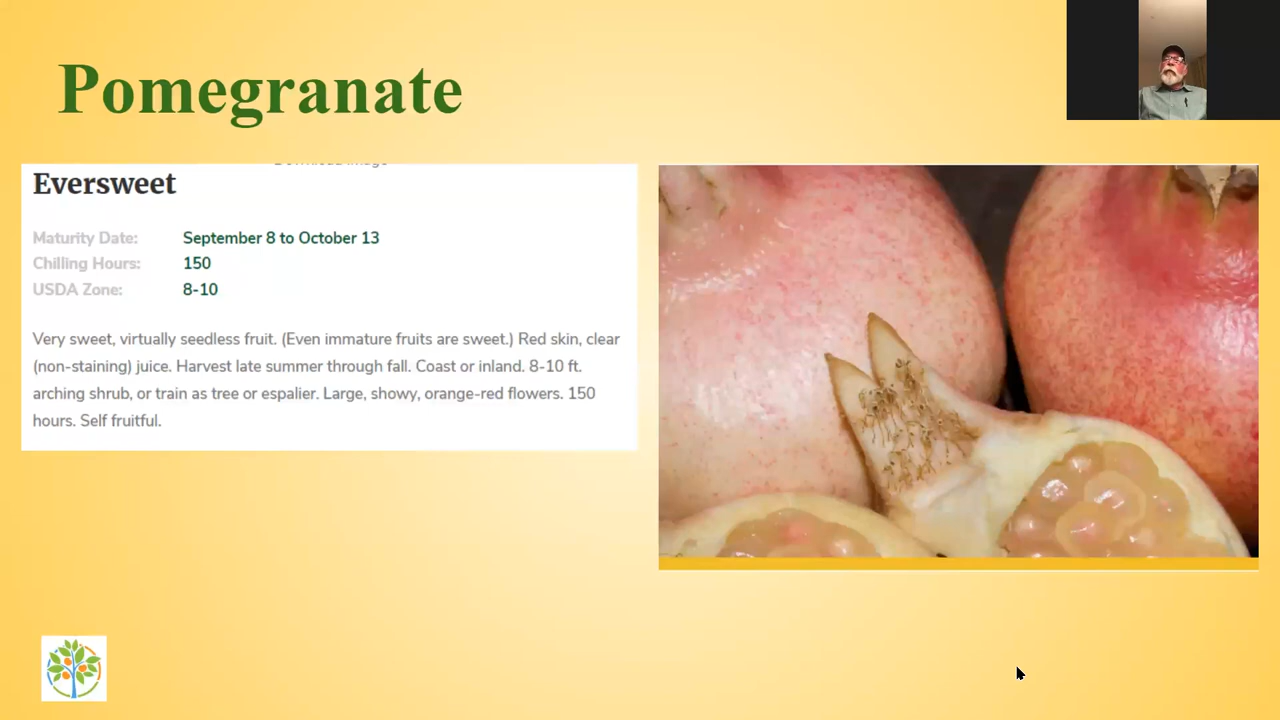 Pomegranate
Download Image
Eversweet
Maturity Date: September 8 to October 13
Chilling Hours: 150
USDA Zone: 8-10
Very sweet, virtually seedless fruit. (Even immature fruits are sweet.) Red skin, clear
(non-staining) juice. Harvest late summer through fall. Coast or inland. 8-10 ft.
arching shrub, or train as tree or espalier. Large, showy, orange-red flowers. 150
hours. Self fruitful.